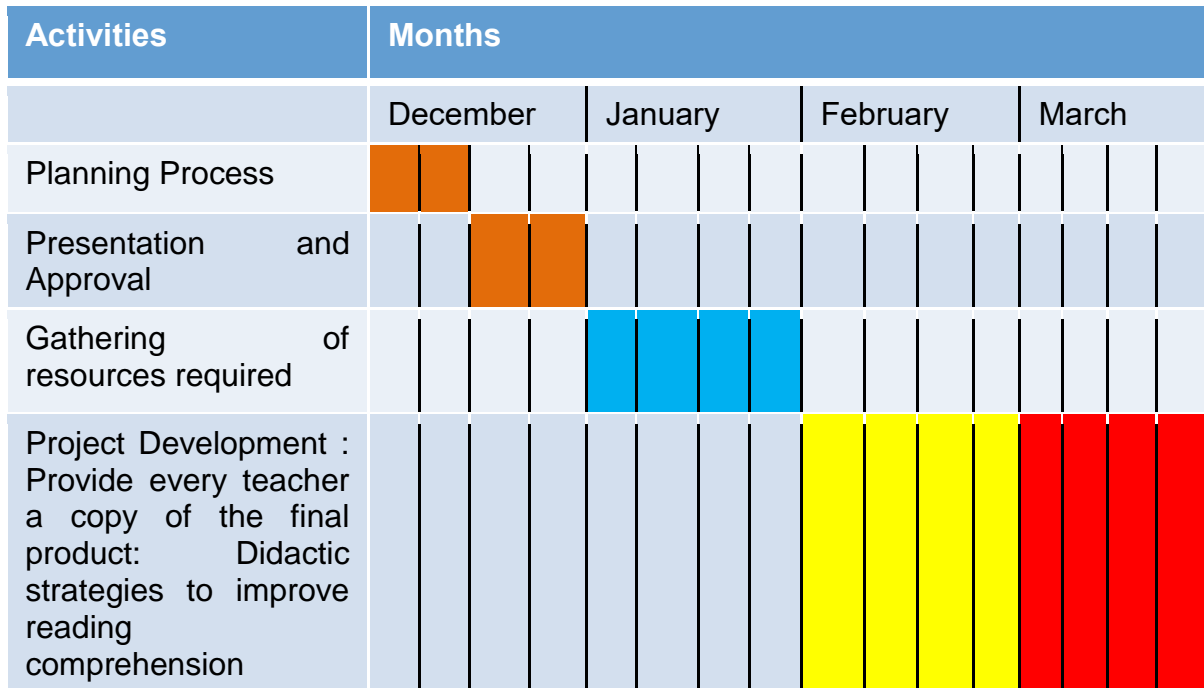 Activities
Months
December
January
February
March
Planning Process
Presentation and
Approval
Gathering of
resources required
Project Development :
Provide every teacher
a copy of the final
product: Didactic
strategies to improve
reading
comprehension